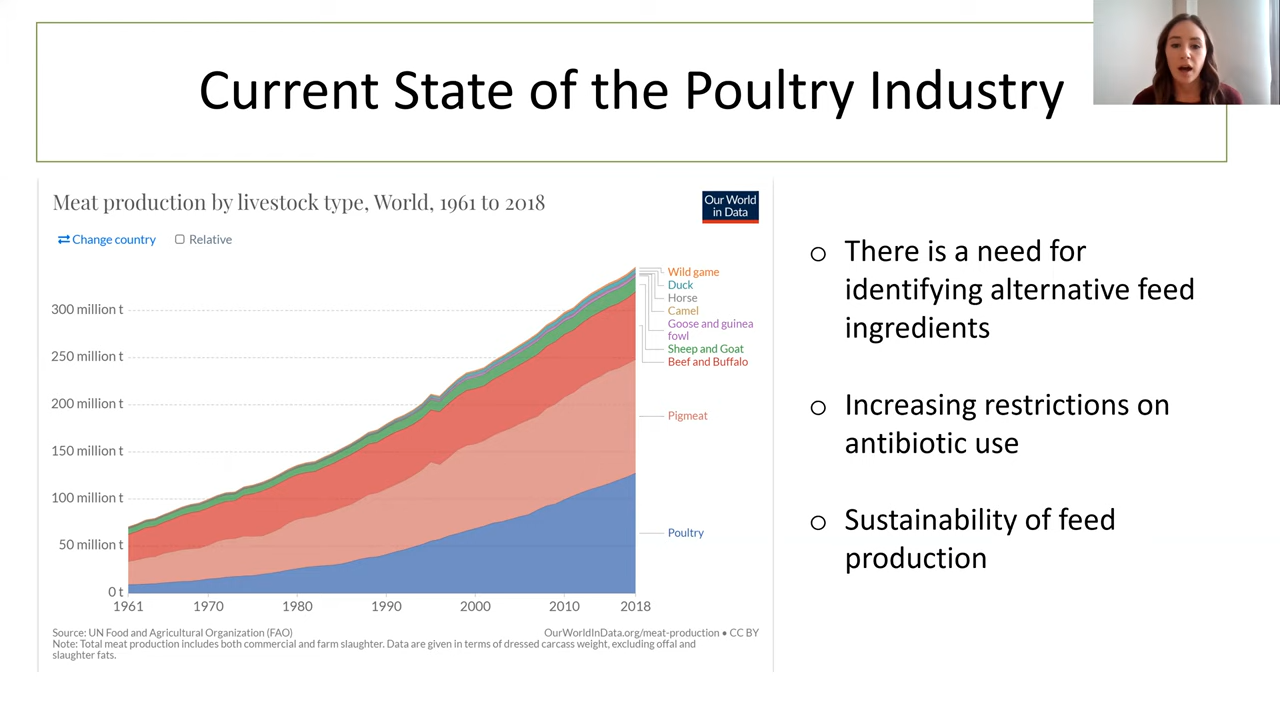 Current State of the Poultry Industry
Meat production by livestock type, World, 1961 to 2018
Our World
in Data
Change country
Relative
300 million t
250 million t
200 million t
150 million t
100 million t
50 million t
0 t
1961
1970
1980
1990
2000
2010
2018
Wild game
Duck
Horse
Camel
Goose and guinea
fowl
Sheep and Goat
Beef and Buffalo
Pigmeat
Poultry
Source: UN Food and Agricultural Organization (FAO)
OurWorldInData.org/meat-production • CC BY
Note: Total meat production includes both commercial and farm slaughter. Data are given in terms of dressed carcass weight, excluding offal and
slaughter fats.
o There is a need for
identifying alternative feed
ingredients
o Increasing restrictions on
antibiotic use
o Sustainability of feed
production